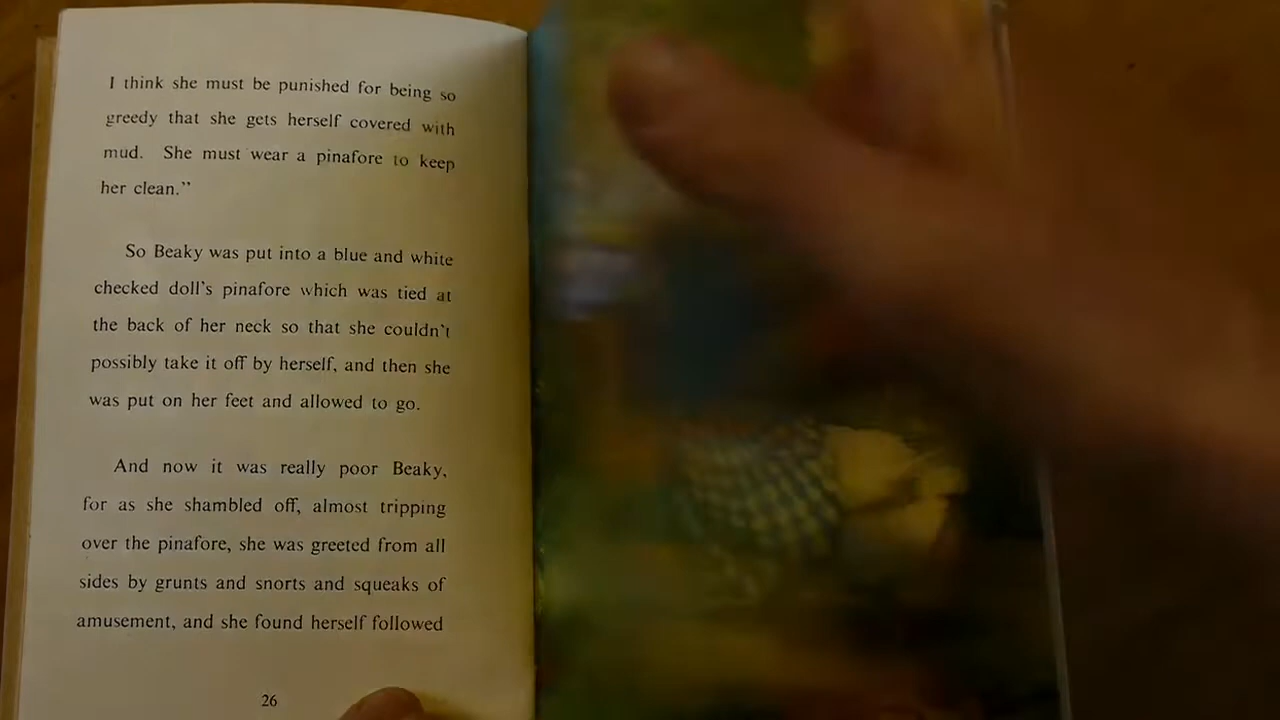 I think she must be punished for being so
greedy that she gets herself covered with
mud. She must wear a pinafore to keep
her clean.”
So Beaky was put into a blue and white
checked doll's pinafore which was tied at
the back of her neck so that she couldn't
possibly take it off by herself, and then she
was put on her feet and allowed to go.
And now it was really poor Beaky,
for as she shambled off, almost tripping
over the pinafore, she was greeted from all
sides by grunts and snorts and squeaks of
amusement, and she found herself followed
26